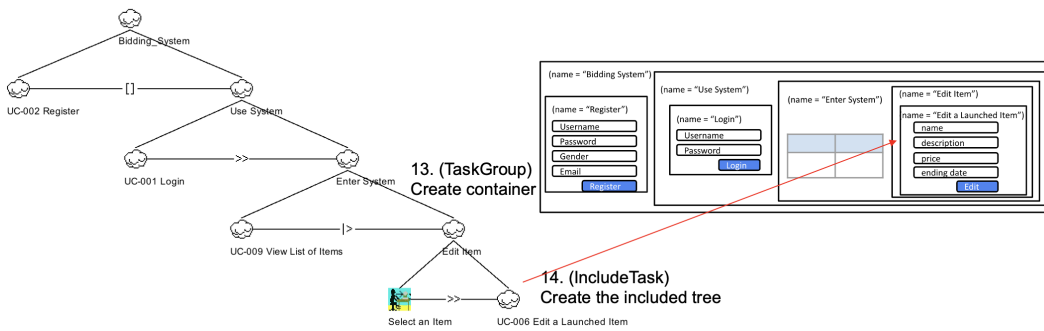 Bidding_System
[]
UC-002 Register
Use System
>>
UC-001 Login
Enter System
|>
UC-009 View List of Items
Edit Item
>>
Select an Item
UC-006 Edit a Launched Item
13. (TaskGroup)
Create container
14. (IncludeTask)
Create the included tree
(name = "Bidding System")
(name = "Register")
Username
Password
Gender
Email
Register
(name = "Use System")
(name = "Login")
Username
Password
Login
(name = "Enter System")
(name = "Edit Item")
name = "Edit a Launched Item")
name
description
price
ending date
Edit